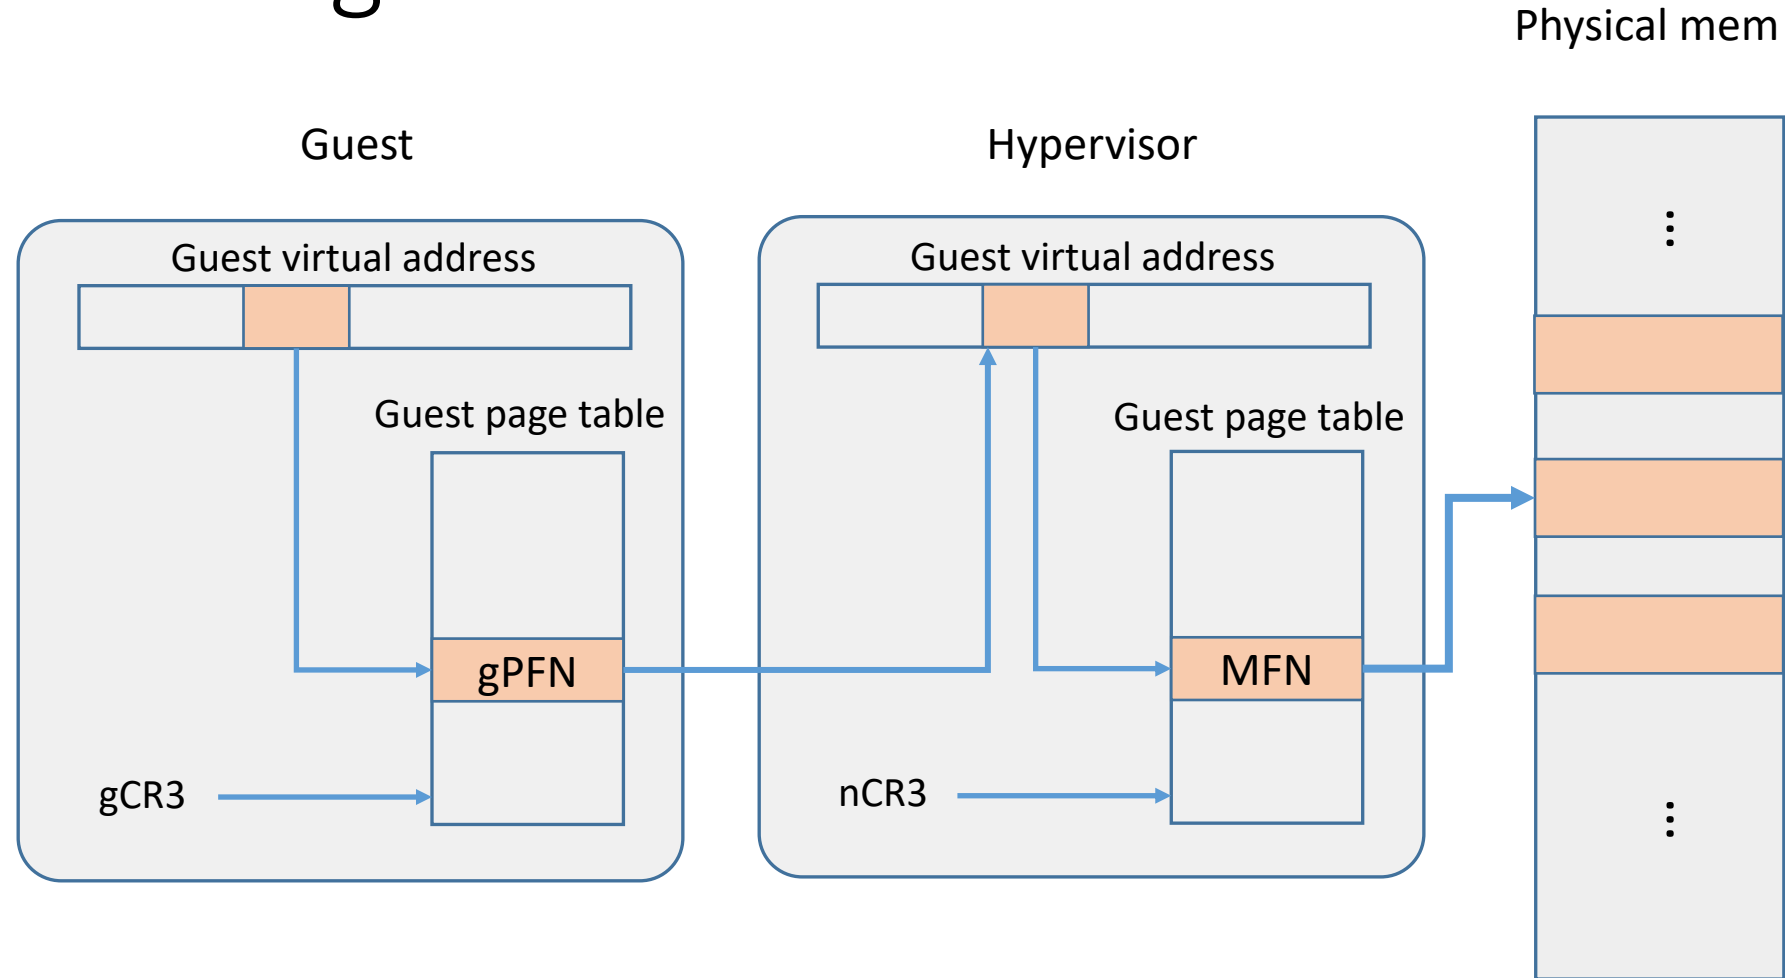 Physical mem
Guest
Hypervisor
Guest virtual address
Guest virtual address
Guest page table
Guest page table
gPFN
MFN
gCR3
nCR3